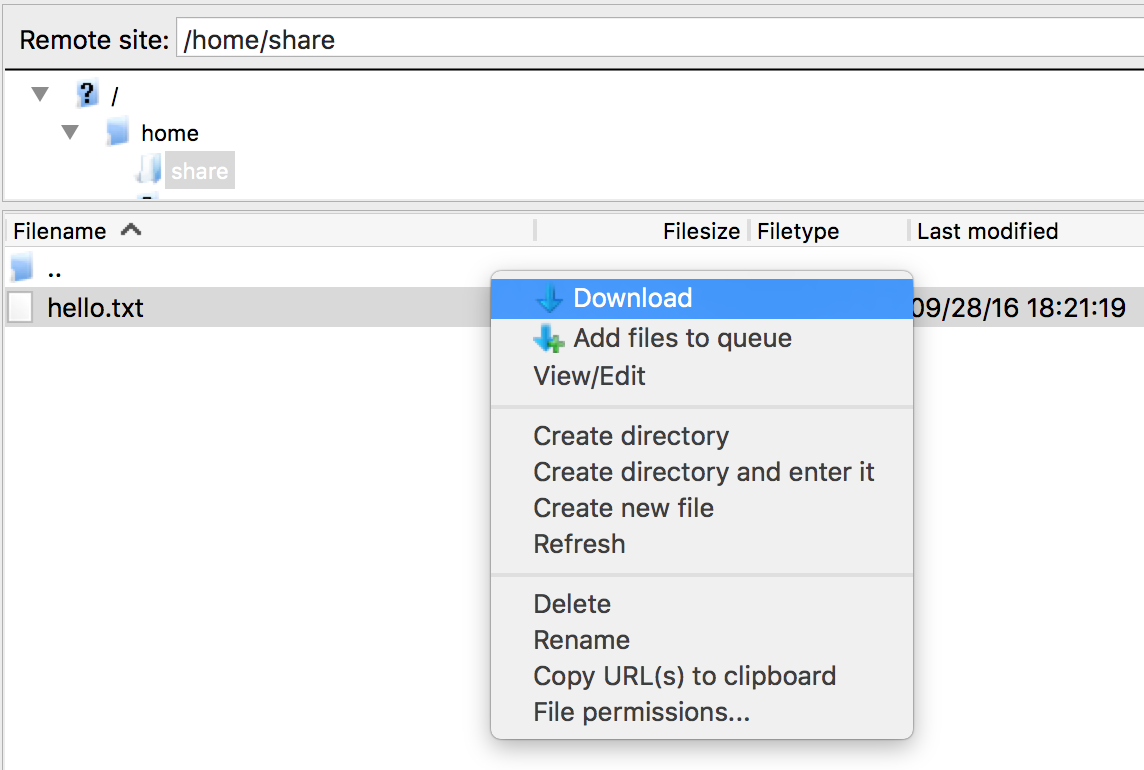 Remote site: /home/share
? /
home
share
Filename Filesize Filetype Last modified
..
hello.txt 09/28/16 18:21:19
Download
Add files to queue
View/Edit
Create directory
Create directory and enter it
Create new file
Refresh
Delete
Rename
Copy URL(s) to clipboard
File permissions...